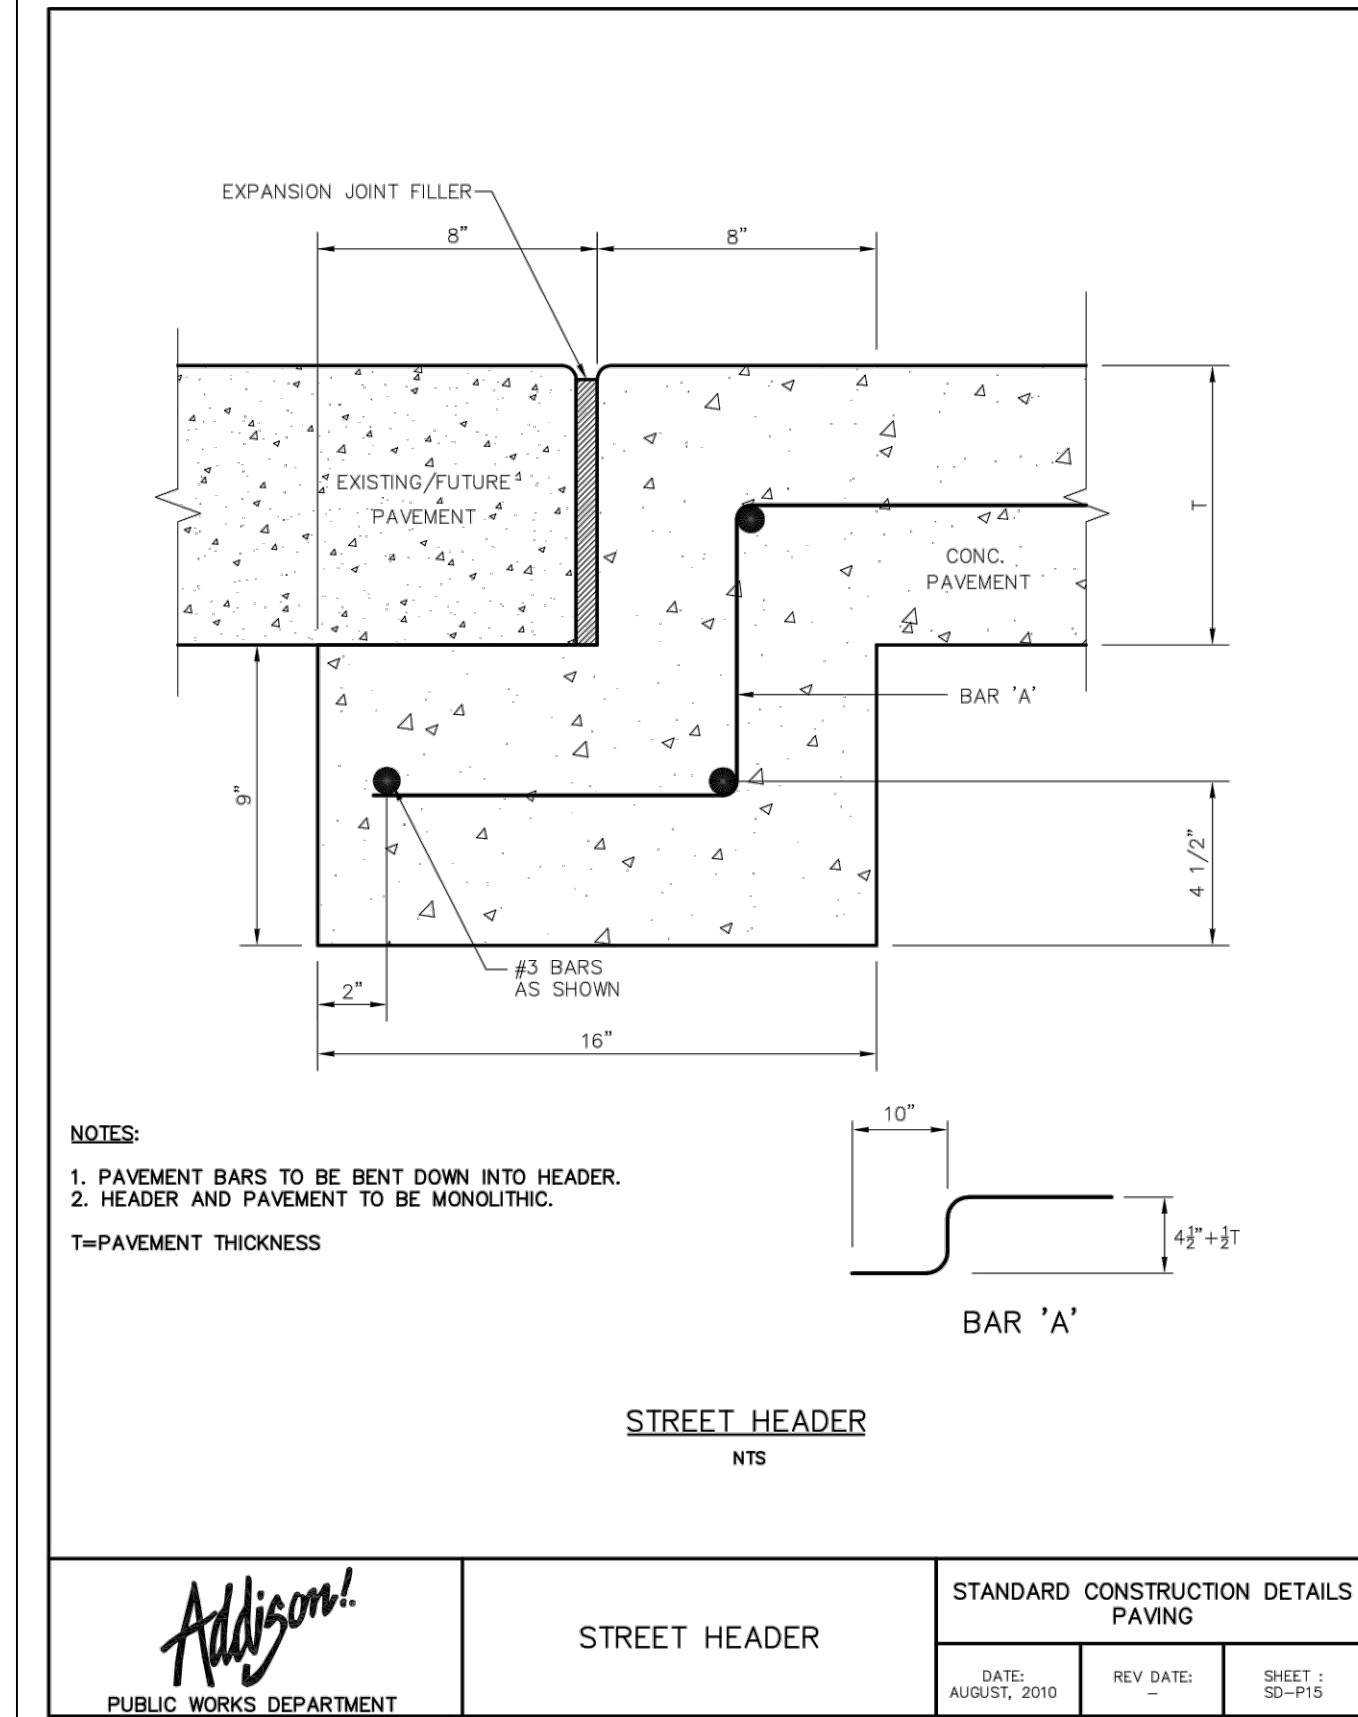 EXPANSION JOINT FILLER
8"
8"
EXISTING/FUTURE
PAVEMENT
T
CONC.
PAVEMENT
BAR 'A'
9"
4 1/2"
#3 BARS
AS SHOWN
2"
16"
NOTES:
1. PAVEMENT BARS TO BE BENT DOWN INTO HEADER.
2. HEADER AND PAVEMENT TO BE MONOLITHIC.
T=PAVEMENT THICKNESS
10"
4½"+½T
BAR 'A'
STREET HEADER
NTS
Addison!
PUBLIC WORKS DEPARTMENT
STREET HEADER
STANDARD CONSTRUCTION DETAILS
PAVING
DATE:
AUGUST, 2010
REV DATE:
–
SHEET :
SD–P15